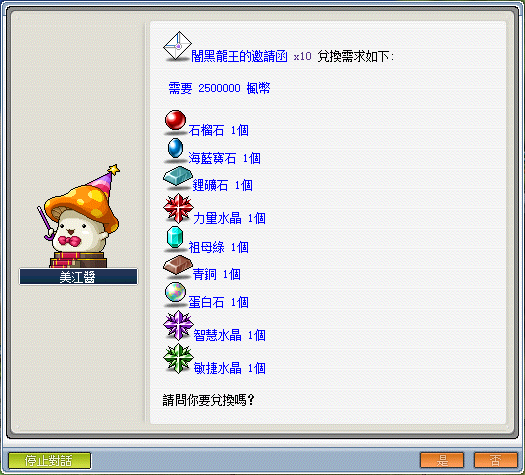 闇黑龍王的邀請函 x10 兌換需求如下:
需要 2500000 楓幣
石榴石 1個
海藍寶石 1個
鋰礦石 1個
力量水晶 1個
祖母綠 1個
青銅 1個
蛋白石 1個
智慧水晶 1個
敏捷水晶 1個
請問你要兌換嗎?
美江醬
停止對話
是
否